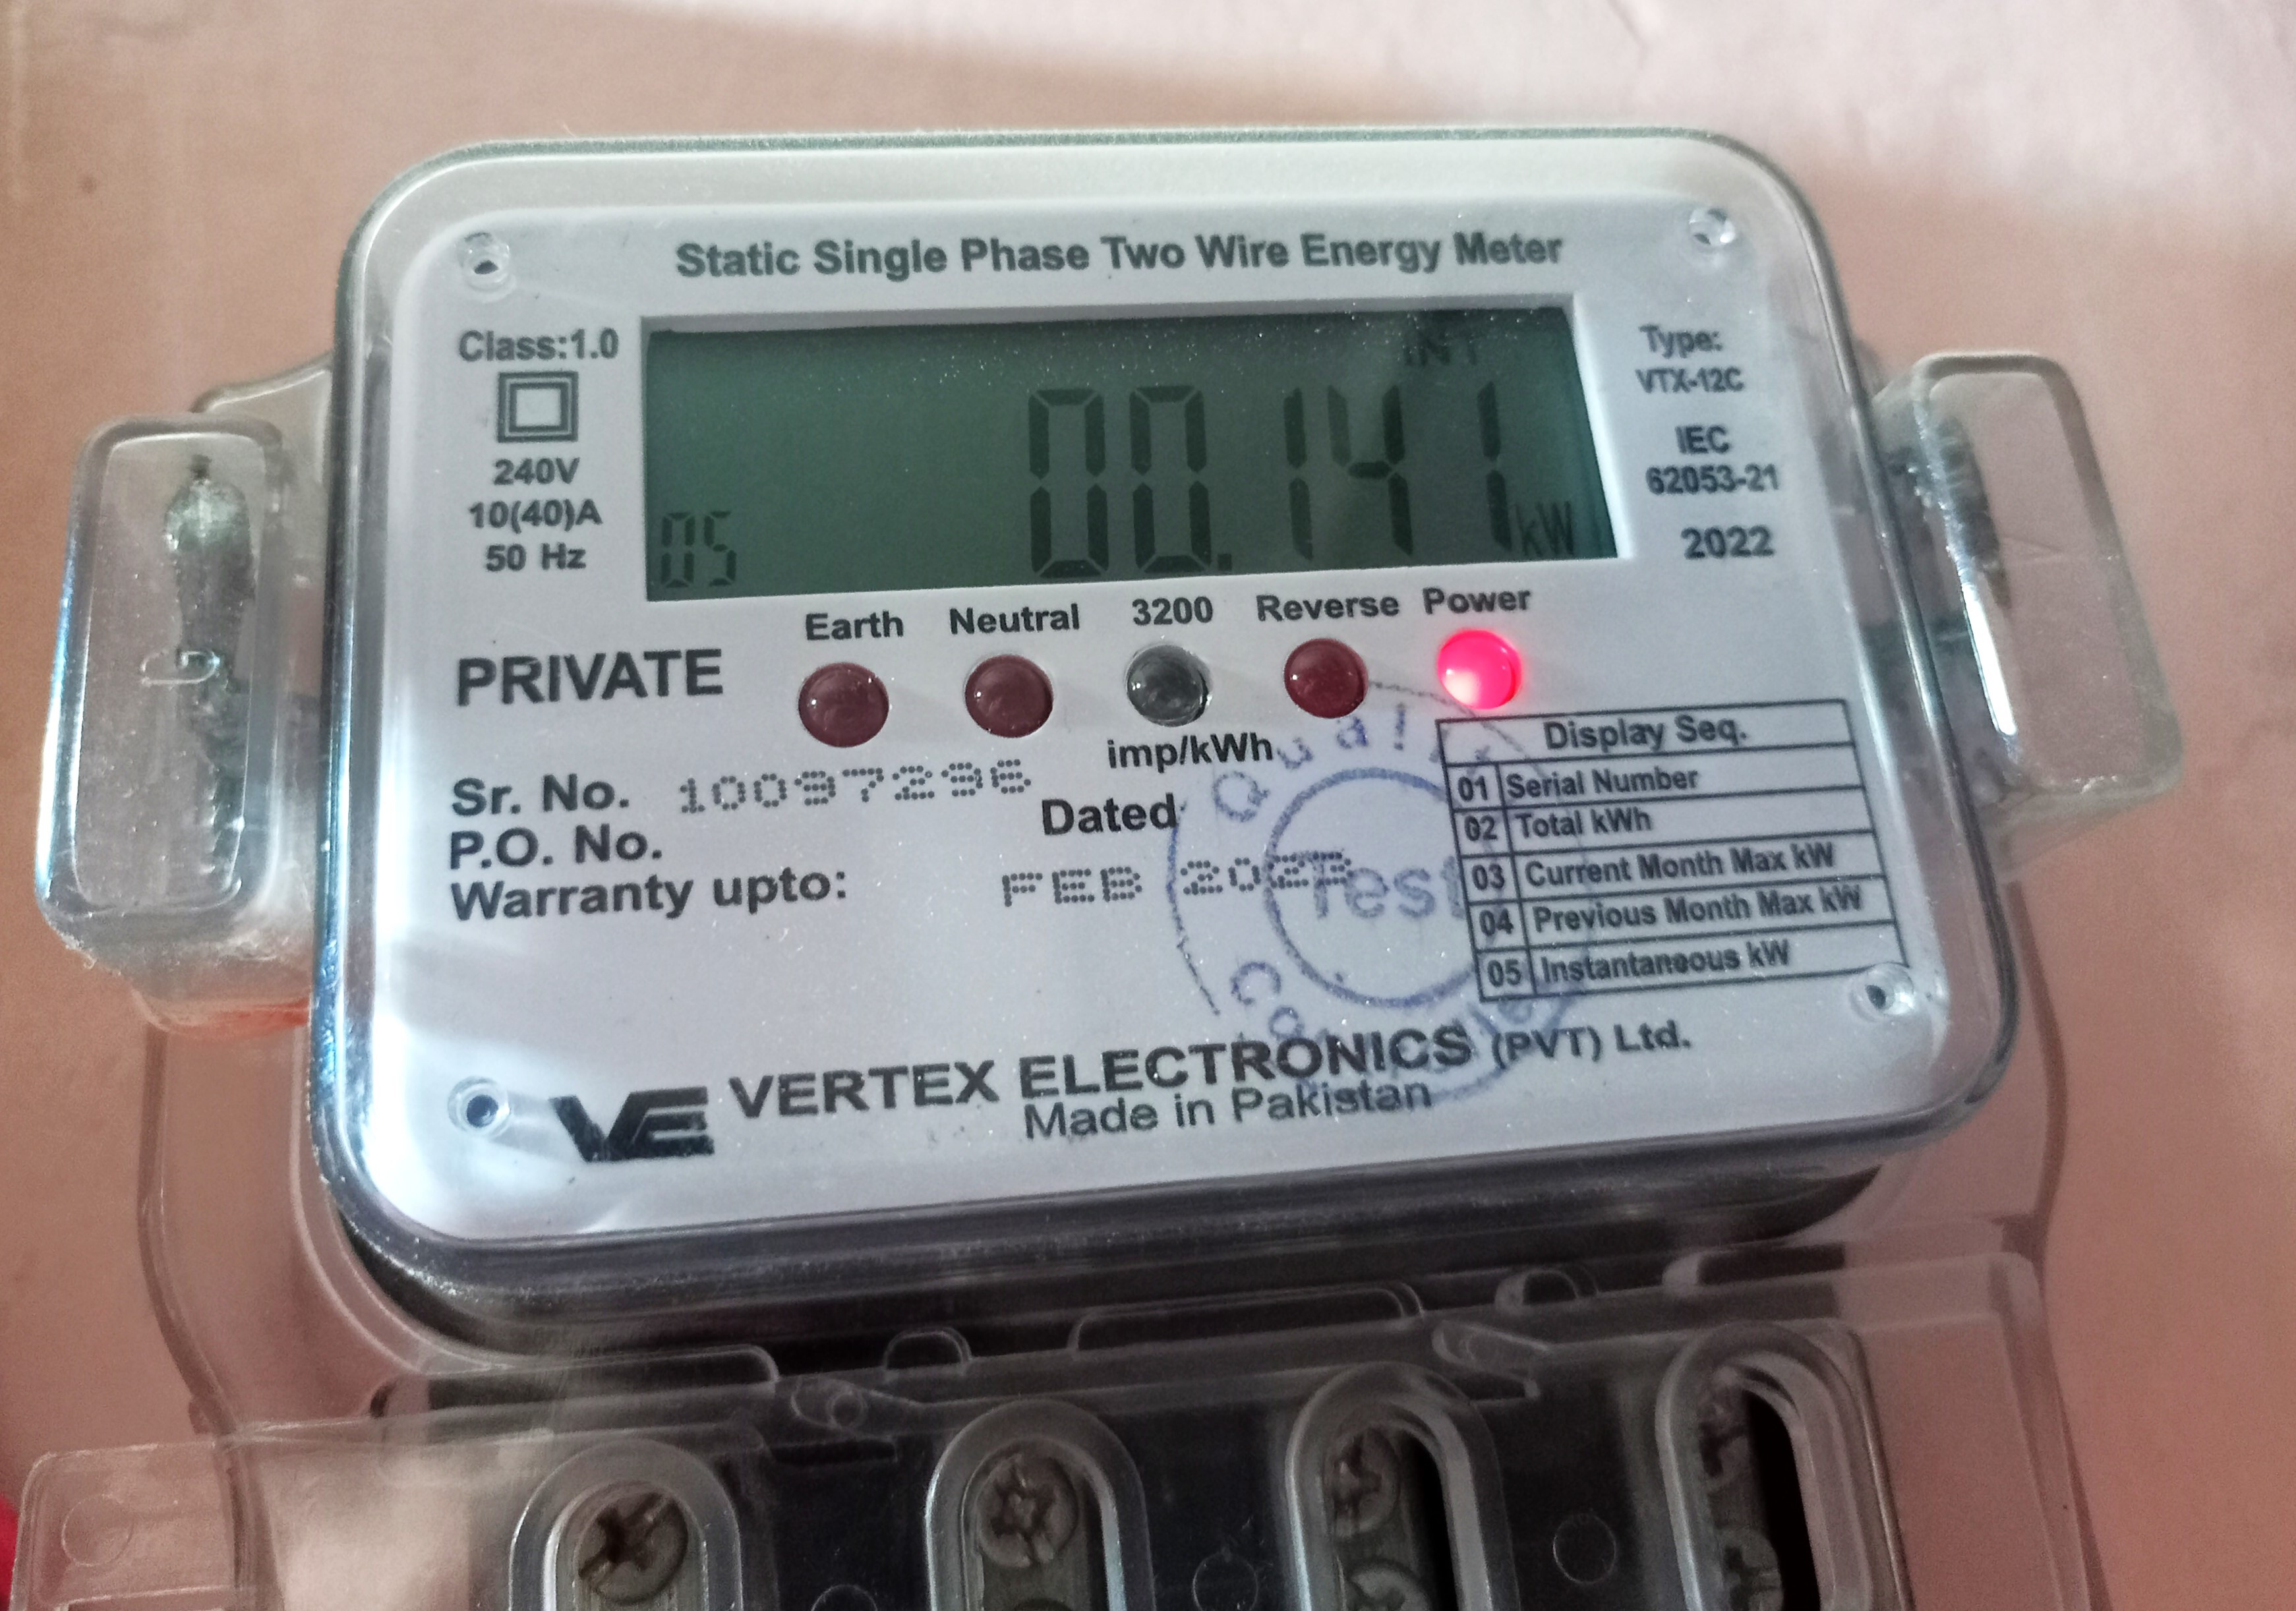 Static Single Phase Two Wire Energy Meter
Class:1.0
240V
10(40)A
50 Hz
INT
00.141 kW
05
Type:
VTX-12C
IEC
62053-21
2022
Earth Neutral 3200 Reverse Power
imp/kWh
PRIVATE
Sr. No. 10097296
P.O. No.
Warranty upto: FEB
Dated
Quality
Test
Display Seq.
01 Serial Number
02 Total kWh
03 Current Month Max kW
04 Previous Month Max kW
05 Instantaneous kW
VE VERTEX ELECTRONICS (PVT) Ltd.
Made in Pakistan